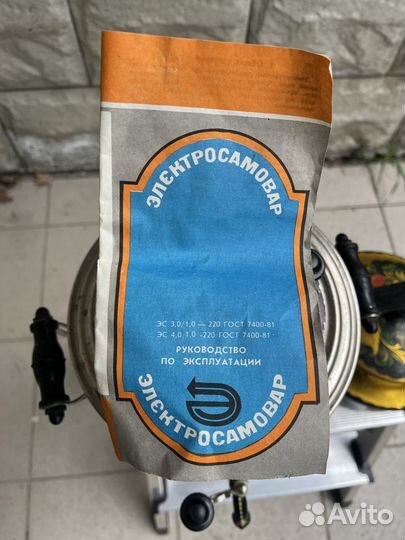 ЭЛЕКТРОСАМОВАР
ЭС 3,0/1,0 — 220 ГОСТ 7400-81
ЭС 4,0/1,0 -220 ГОСТ 7400-81
РУКОВОДСТВО
ПО ЭКСПЛУАТАЦИИ
ЭЛЕКТРОСАМОВАР
Avito